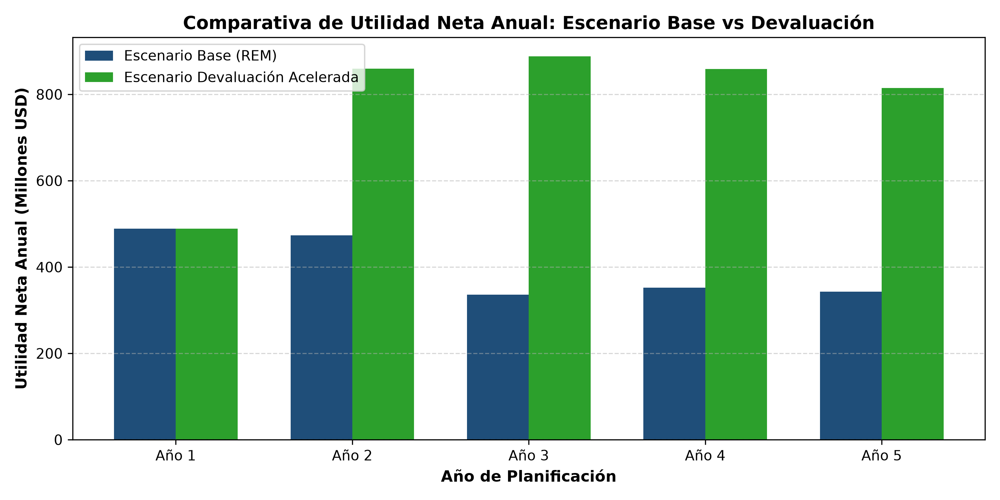 Comparativa de Utilidad Neta Anual: Escenario Base vs Devaluación
Escenario Base (REM)
Escenario Devaluación Acelerada
Utilidad Neta Anual (Millones USD)
800
600
400
200
0
Año 1
Año 2
Año 3
Año 4
Año 5
Año de Planificación